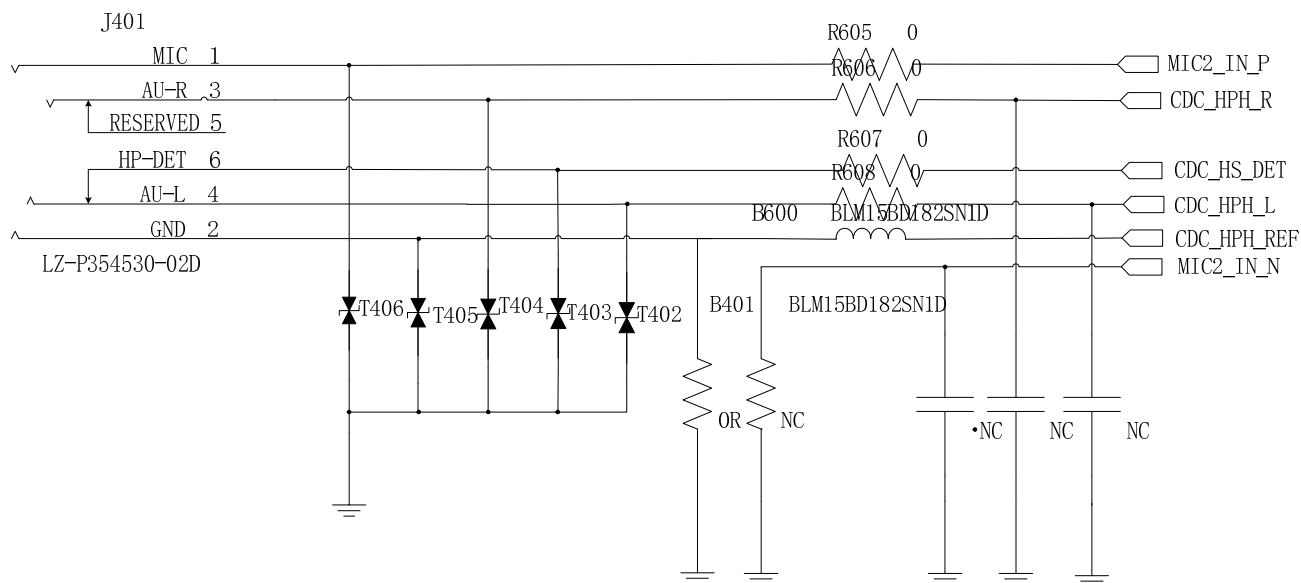 J401
R605 0
MIC 1
MIC2_IN_P
R606 0
AU-R 3
CDC_HPH_R
RESERVED 5
R607 0
HP-DET 6
CDC_HS_DET
R608 0
AU-L 4
CDC_HPH_L
B600 BLM15BD182SN1D
GND 2
CDC_HPH_REF
LZ-P354530-02D
MIC2_IN_N
B401 BLM15BD182SN1D
T406
T405
T404
T403
T402
0R
NC
NC
NC
NC